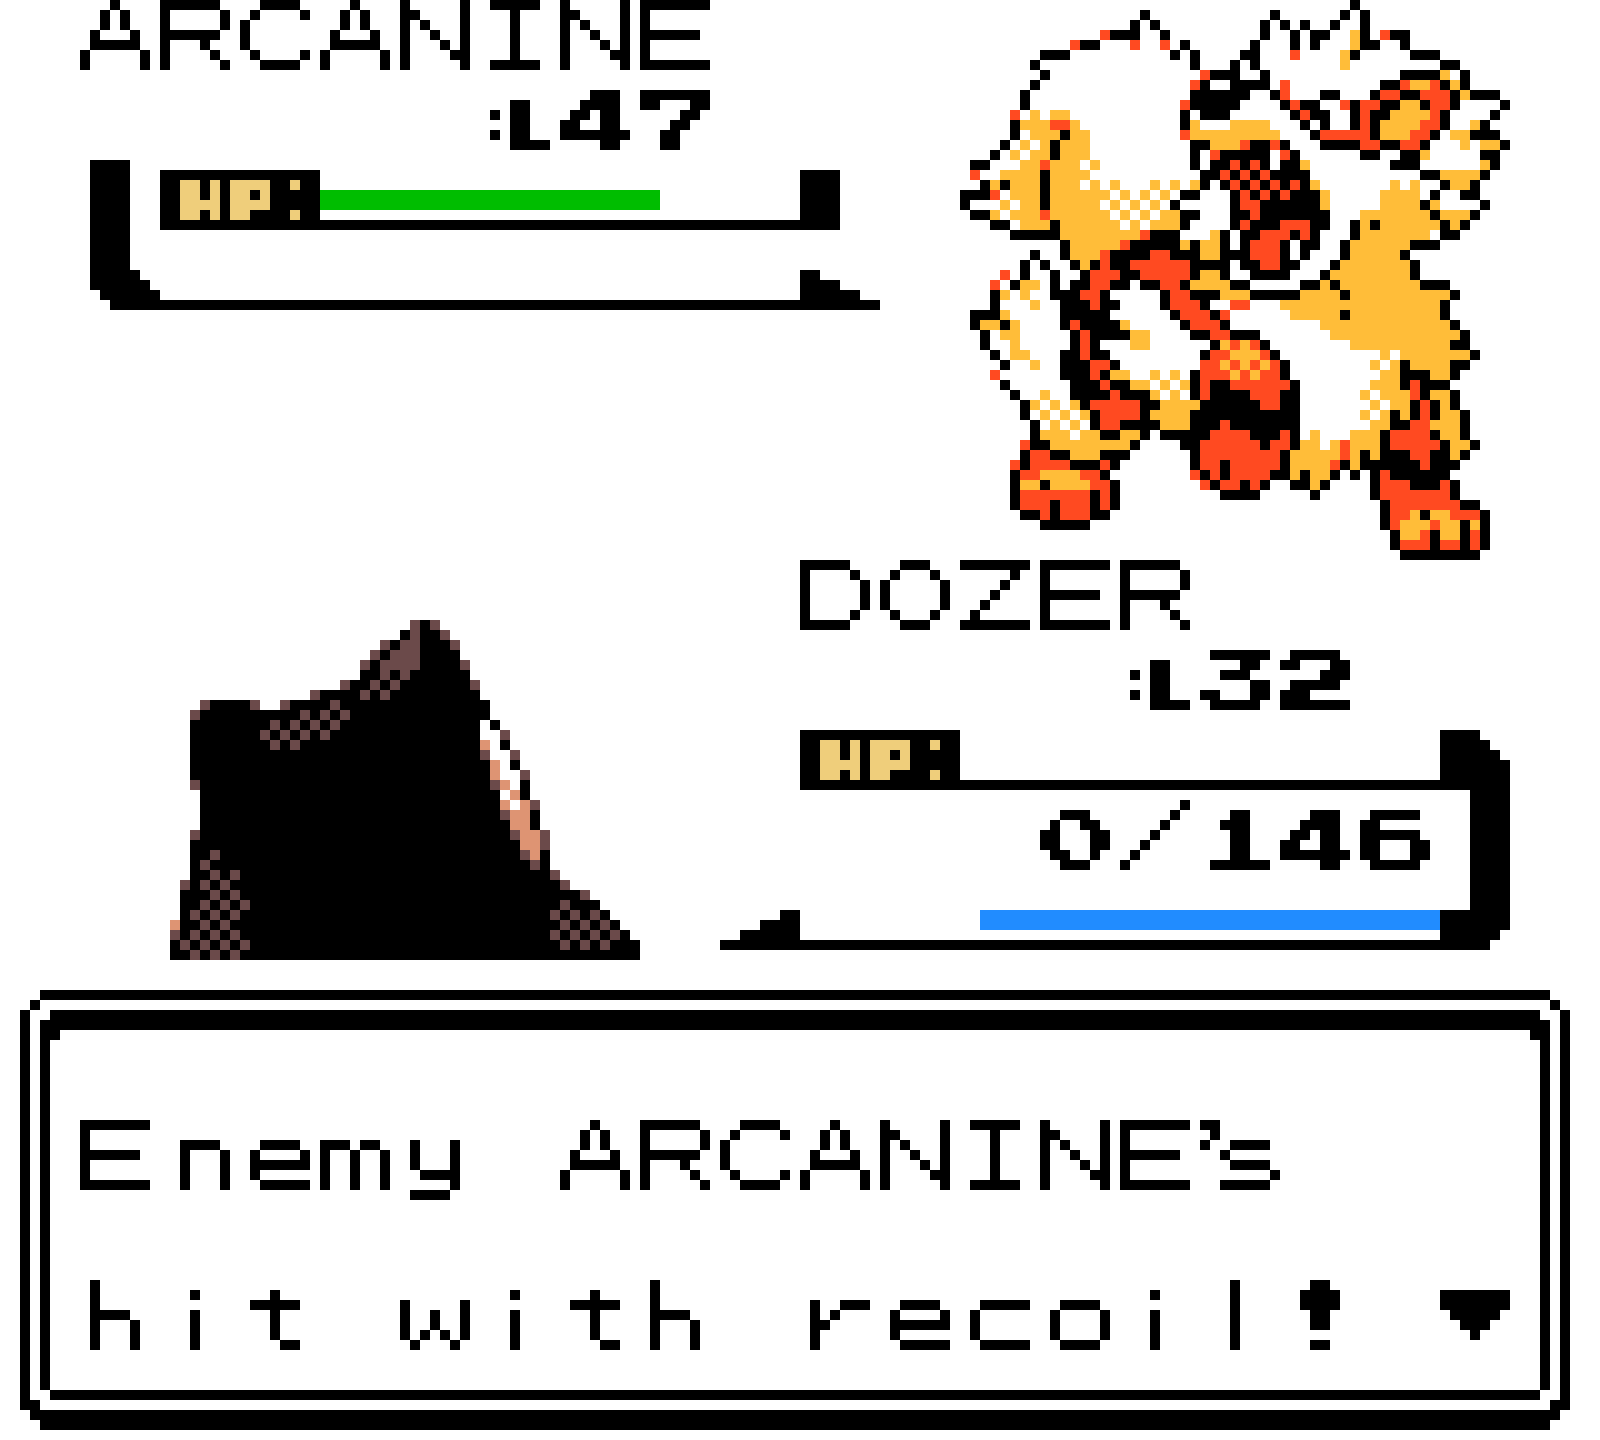 ARCANINE
:L47
HP:
DOZER
:L32
HP:
0/146
Enemy ARCANINE's
hit with recoil! ▼